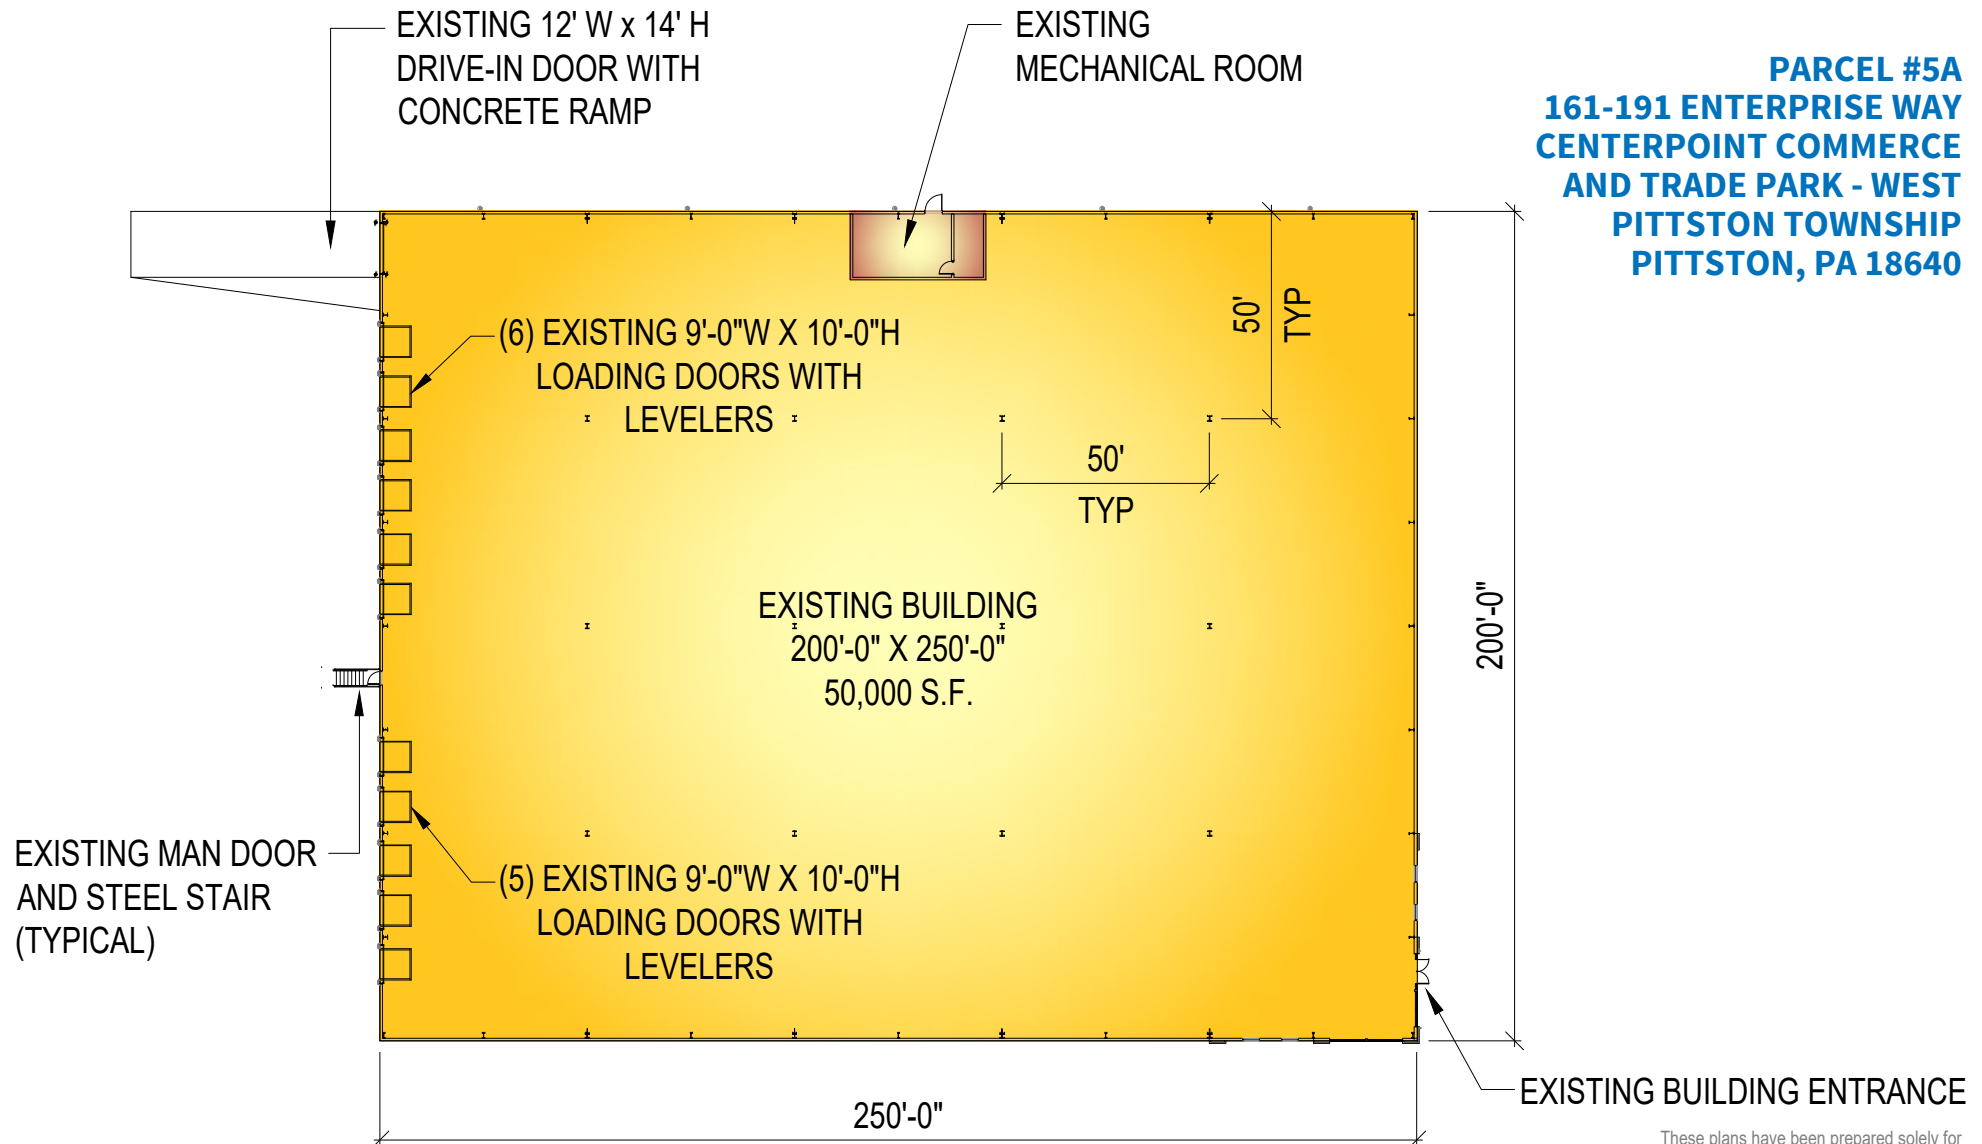 EXISTING 12' W x 14' H
DRIVE-IN DOOR WITH
CONCRETE RAMP
EXISTING
MECHANICAL ROOM
PARCEL #5A
161-191 ENTERPRISE WAY
CENTERPOINT COMMERCE
AND TRADE PARK - WEST
PITTSTON TOWNSHIP
PITTSTON, PA 18640
50'
TYP
(6) EXISTING 9'-0"W X 10'-0"H
LOADING DOORS WITH
LEVELERS
50'
TYP
EXISTING BUILDING
200'-0" X 250'-0"
50,000 S.F.
200'-0"
EXISTING MAN DOOR
AND STEEL STAIR
(TYPICAL)
(5) EXISTING 9'-0"W X 10'-0"H
LOADING DOORS WITH
LEVELERS
EXISTING BUILDING ENTRANCE
250'-0"
These plans have been prepared solely for